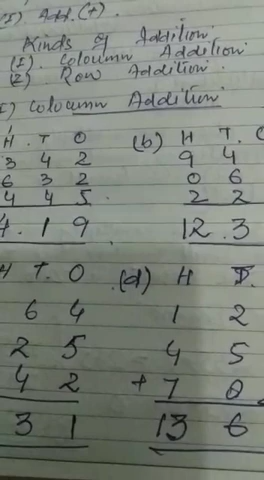 Add.(+).
Kinds of Addition
(I). Coloumn Addition
(2) Row Addition.
Coloumn Addition
H . T O (b) H T.
3 4 2 9 4
6 3 2 0 6
4 4 5 2 2
4 . 1 9 12 . 3
H T. O (d) H T.
6 4 1 2
2 5 4 5
4 2 + 7 0
3 1 13 6